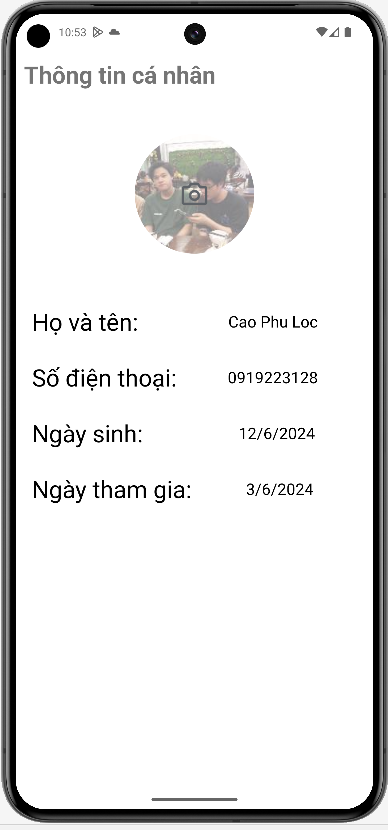 10:53
Thông tin cá nhân
Họ và tên: Cao Phu Loc
Số điện thoại: 0919223128
Ngày sinh: 12/6/2024
Ngày tham gia: 3/6/2024